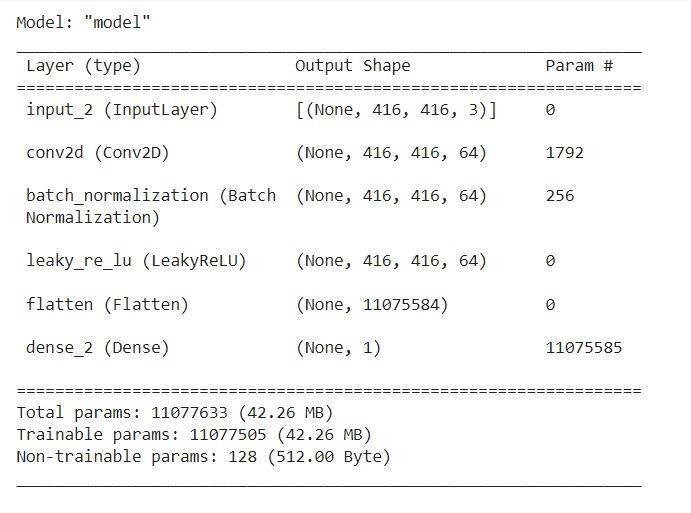 Model: "model"
Layer (type) Output Shape Param #
input_2 (InputLayer) [(None, 416, 416, 3)] 0
conv2d (Conv2D) (None, 416, 416, 64) 1792
batch_normalization (Batch (None, 416, 416, 64) 256
Normalization)
leaky_re_lu (LeakyReLU) (None, 416, 416, 64) 0
flatten (Flatten) (None, 11075584) 0
dense_2 (Dense) (None, 1) 11075585
Total params: 11077633 (42.26 MB)
Trainable params: 11077505 (42.26 MB)
Non-trainable params: 128 (512.00 Byte)